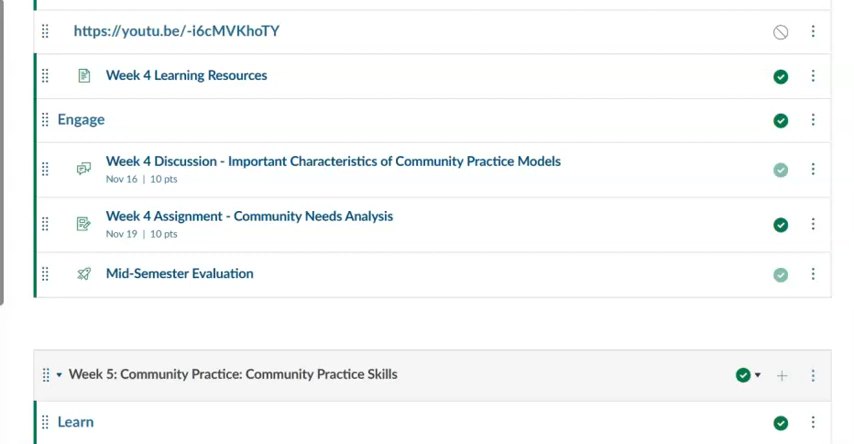 https://youtu.be/-i6cMVKhoTY
Week 4 Learning Resources
Engage
Week 4 Discussion - Important Characteristics of Community Practice Models
Nov 16 | 10 pts
Week 4 Assignment - Community Needs Analysis
Nov 19 | 10 pts
Mid-Semester Evaluation
Week 5: Community Practice: Community Practice Skills
Learn